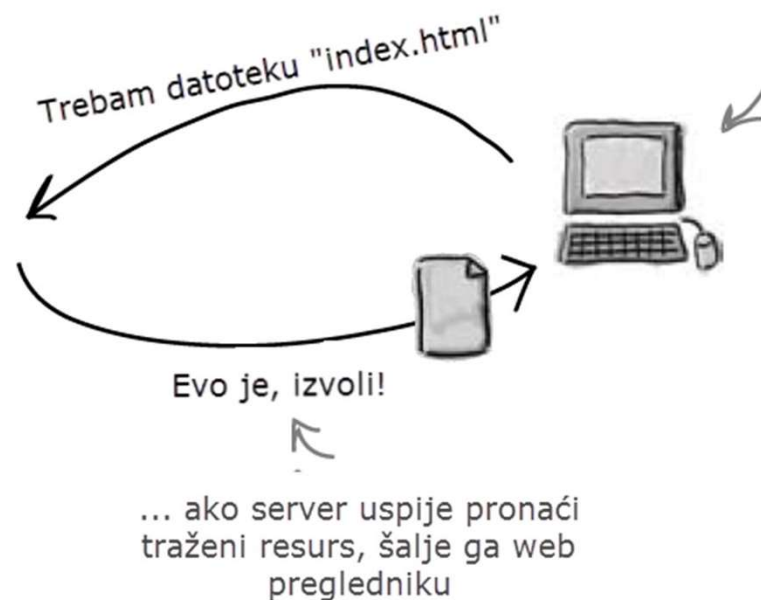 Trebam datoteku "index.html"
Evo je, izvoli!
... ako server uspije pronaći
traženi resurs, šalje ga web
pregledniku